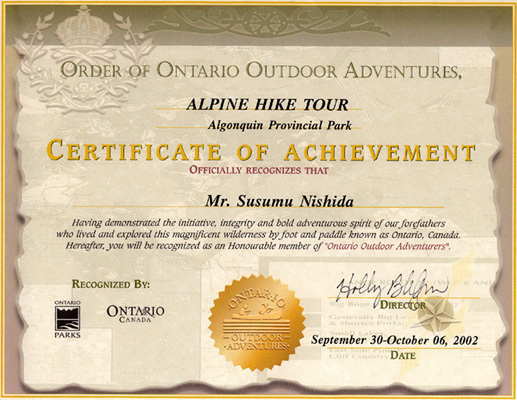 ORDER OF ONTARIO OUTDOOR ADVENTURES,
ALPINE HIKE TOUR
Algonquin Provincial Park
CERTIFICATE OF ACHIEVEMENT
OFFICIALLY RECOGNIZES THAT
Mr. Susumu Nishida
Having demonstrated the initiative, integrity and bold adventurous spirit of our forefathers
who lived and explored this magnificent wilderness by foot and paddle known as Ontario, Canada.
Hereafter, you will be recognized as an Honourable member of "Ontario Outdoor Adventurers".
RECOGNIZED BY:
ONTARIO
PARKS
ONTARIO
CANADA
ONTARIO
OUTDOOR
ADVENTURES
Holly
DIRECTOR
September 30-October 06, 2002
DATE